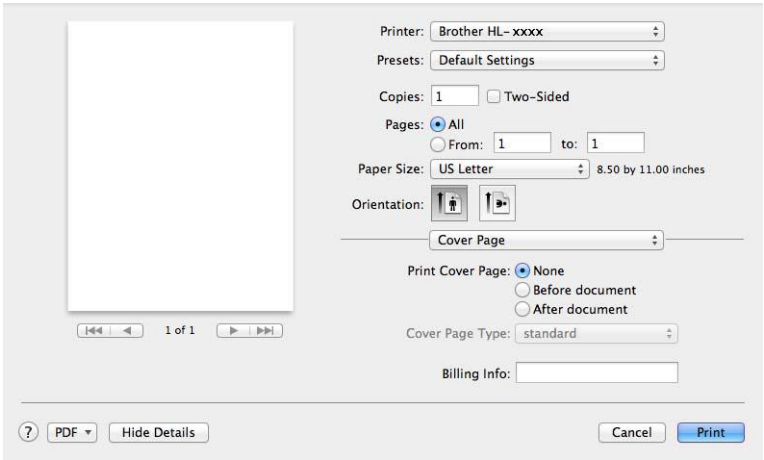 Printer: Brother HL-xxxx
Presets: Default Settings
Copies: 1 Two-Sided
Pages: All
From: 1 to: 1
Paper Size: US Letter 8.50 by 11.00 inches
Orientation:
Cover Page
Print Cover Page: None
Before document
After document
1 of 1
Cover Page Type: standard
Billing Info:
? PDF Hide Details Cancel Print